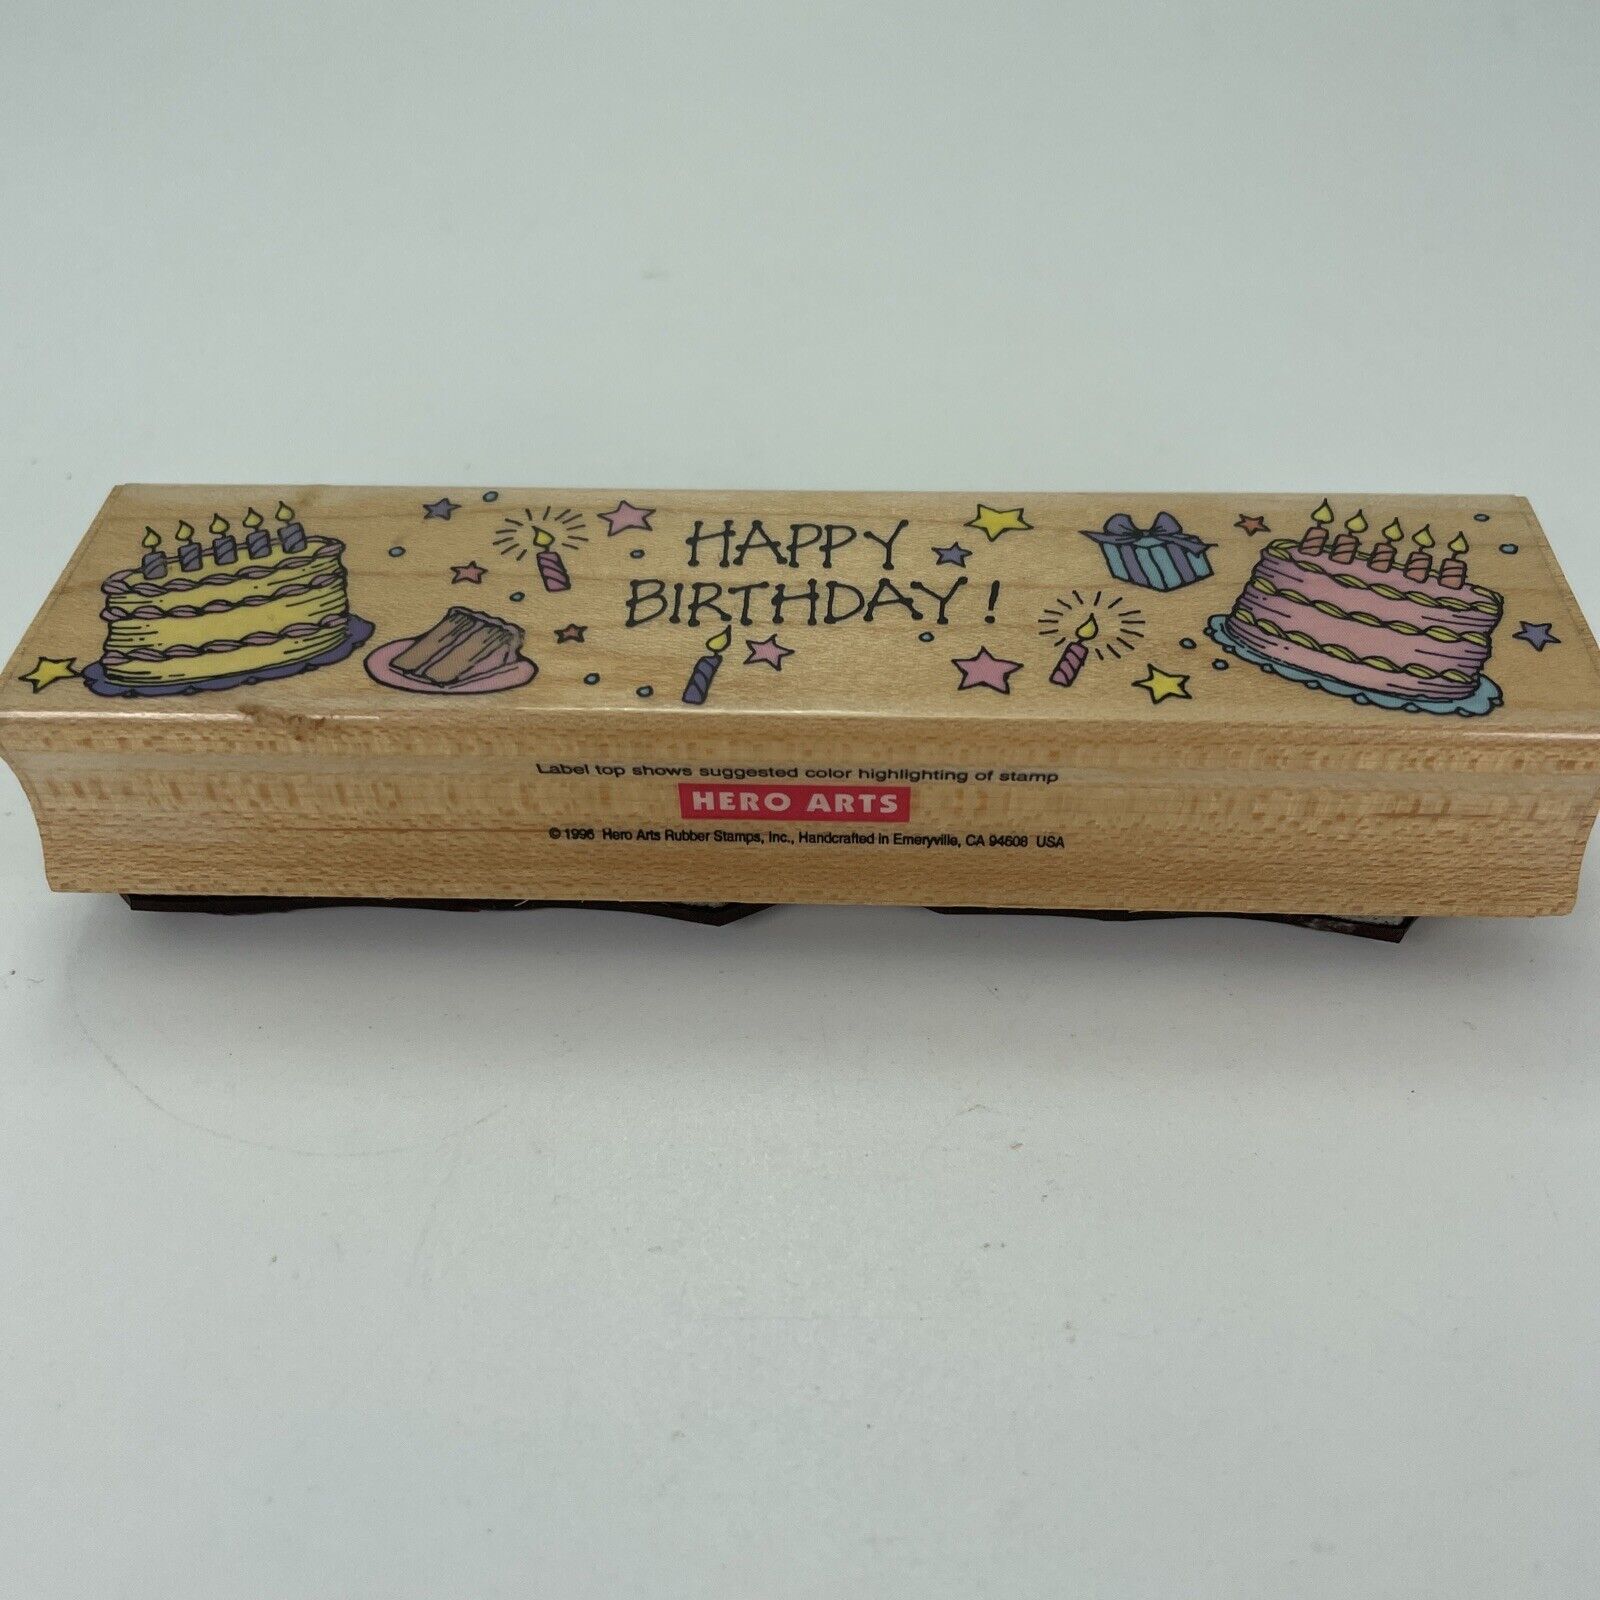 HAPPY
BIRTHDAY!
Label top shows suggested color highlighting of stamp
HERO ARTS
© 1996 Hero Arts Rubber Stamps, Inc., Handcrafted in Emeryville, CA 94608 USA